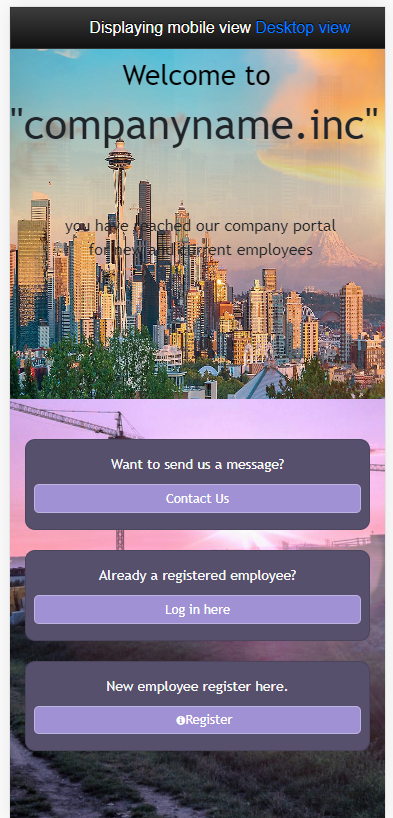 Displaying mobile view Desktop view
Welcome to
"companyname.inc"
you have reached our company portal
for new and current employees
Want to send us a message?
Contact Us
Already a registered employee?
Log in here
New employee register here.
Register